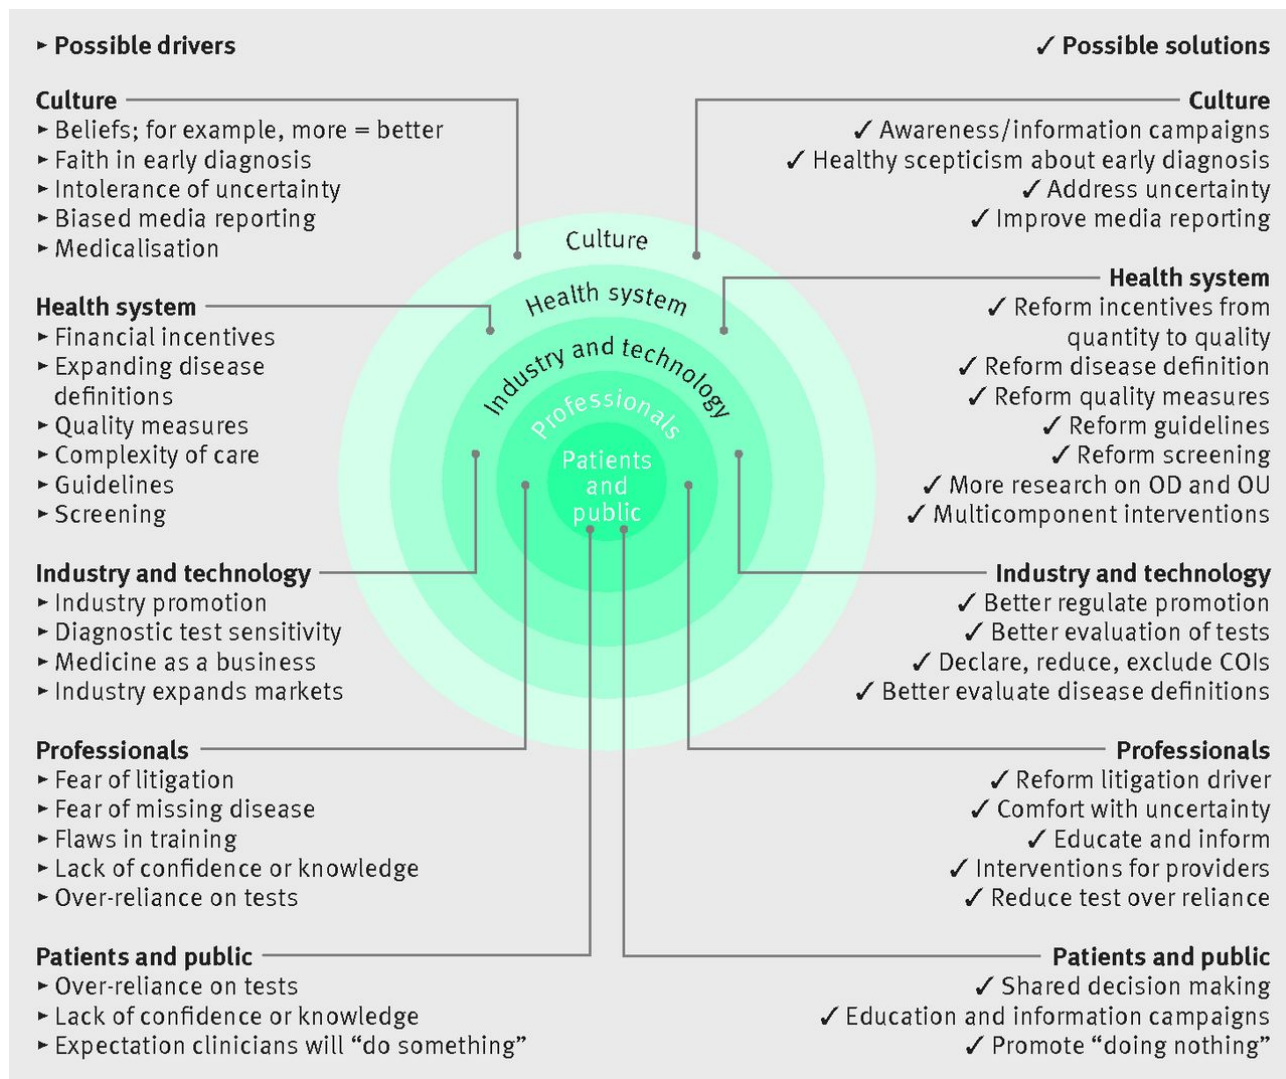 ► Possible drivers
Culture
► Beliefs; for example, more = better
► Faith in early diagnosis
► Intolerance of uncertainty
► Biased media reporting
► Medicalisation
Health system
► Financial incentives
► Expanding disease
definitions
► Quality measures
► Complexity of care
► Guidelines
► Screening
Industry and technology
► Industry promotion
► Diagnostic test sensitivity
► Medicine as a business
► Industry expands markets
Professionals
► Fear of litigation
► Fear of missing disease
► Flaws in training
► Lack of confidence or knowledge
► Over-reliance on tests
Patients and public
► Over-reliance on tests
► Lack of confidence or knowledge
► Expectation clinicians will “do something”
Culture
Health system
Industry and technology
Professionals
Patients
and
public
✓ Possible solutions
Culture
✓ Awareness/information campaigns
✓ Healthy scepticism about early diagnosis
✓ Address uncertainty
✓ Improve media reporting
Health system
✓ Reform incentives from
quantity to quality
✓ Reform disease definition
✓ Reform quality measures
✓ Reform guidelines
✓ Reform screening
✓ More research on OD and OU
✓ Multicomponent interventions
Industry and technology
✓ Better regulate promotion
✓ Better evaluation of tests
✓ Declare, reduce, exclude COIs
✓ Better evaluate disease definitions
Professionals
✓ Reform litigation driver
✓ Comfort with uncertainty
✓ Educate and inform
✓ Interventions for providers
✓ Reduce test over reliance
Patients and public
✓ Shared decision making
✓ Education and information campaigns
✓ Promote “doing nothing”